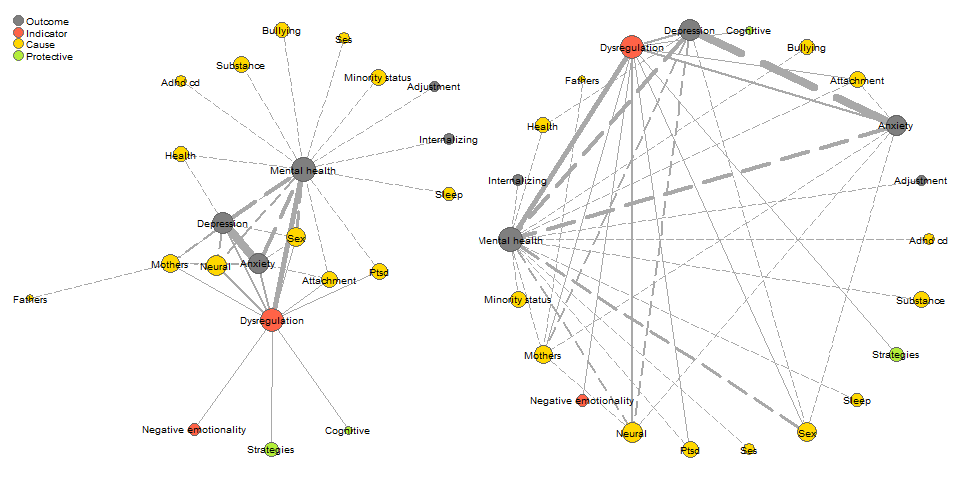 Outcome
Indicator
Cause
Protective
Bullying
Ses
Substance
Adhd cd
Minority status
Adjustment
Internalizing
Health
Mental health
Sleep
Depression
Sex
Mothers
Neural
Anxiety
Attachment
Ptsd
Fathers
Dysregulation
Negative emotionality
Cognitive
Strategies
Depression
Cognitive
Dysregulation
Bullying
Fathers
Attachment
Health
Anxiety
Internalizing
Adjustment
Mental health
Adhd cd
Minority status
Substance
Mothers
Strategies
Negative emotionality
Sleep
Neural
Sex
Ptsd
Ses